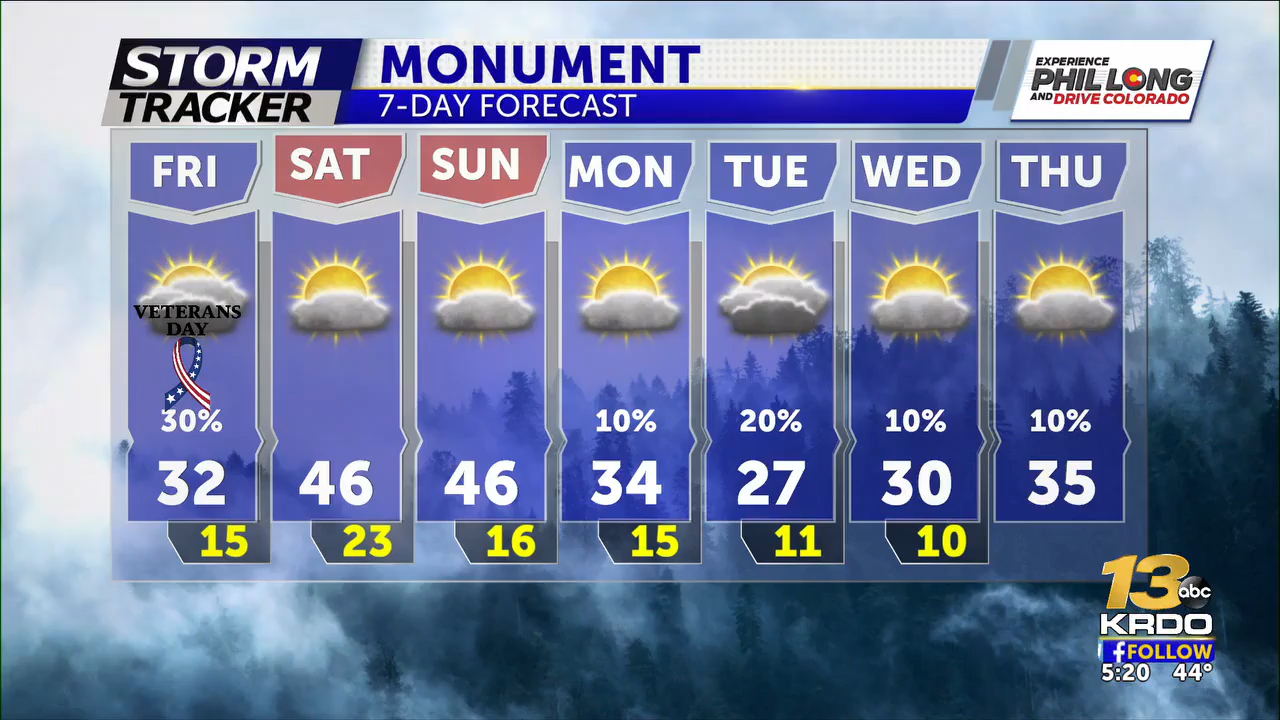 STORM
TRACKER
MONUMENT
7-DAY FORECAST
EXPERIENCE
PHIL LONG
AND DRIVE COLORADO
FRI SAT SUN MON TUE WED THU
VETERANS
DAY
30% 10% 20% 10% 10%
32 46 46 34 27 30 35
15 23 16 15 11 10
13 abc
KRDO
f FOLLOW
5:20 44°